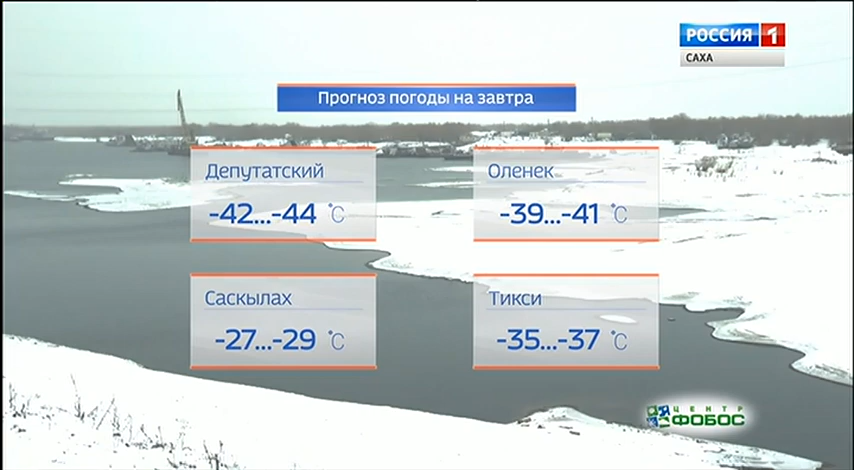 РОССИЯ 1
САХА
Прогноз погоды на завтра
Депутатский
-42...-44 °C
Оленек
-39...-41 °C
Саскылах
-27...-29 °C
Тикси
-35...-37 °C
ЦЕНТР
ФОБОС